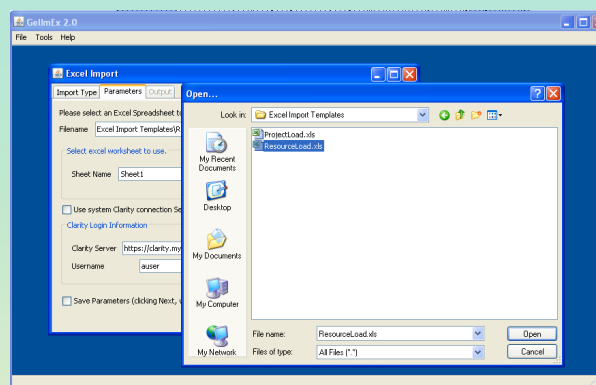 GelImEx 2.0
File Tools Help
Excel Import
Import Type Parameters Output
Please select an Excel Spreadsheet to
Filename Excel Import Templates\R
Select excel worksheet to use.
Sheet Name Sheet1
Use system Clarity connection Se
Clarity Login Information
Clarity Server https://clarity.my
Username auser
Save Parameters (clicking Next,
Open...
Look in: Excel Import Templates
My Recent
Documents
Desktop
My Documents
My Computer
My Network
ProjectLoad.xls
ResourceLoad.xls
File name: ResourceLoad.xls Open
Files of type: All Files (*.*) Cancel